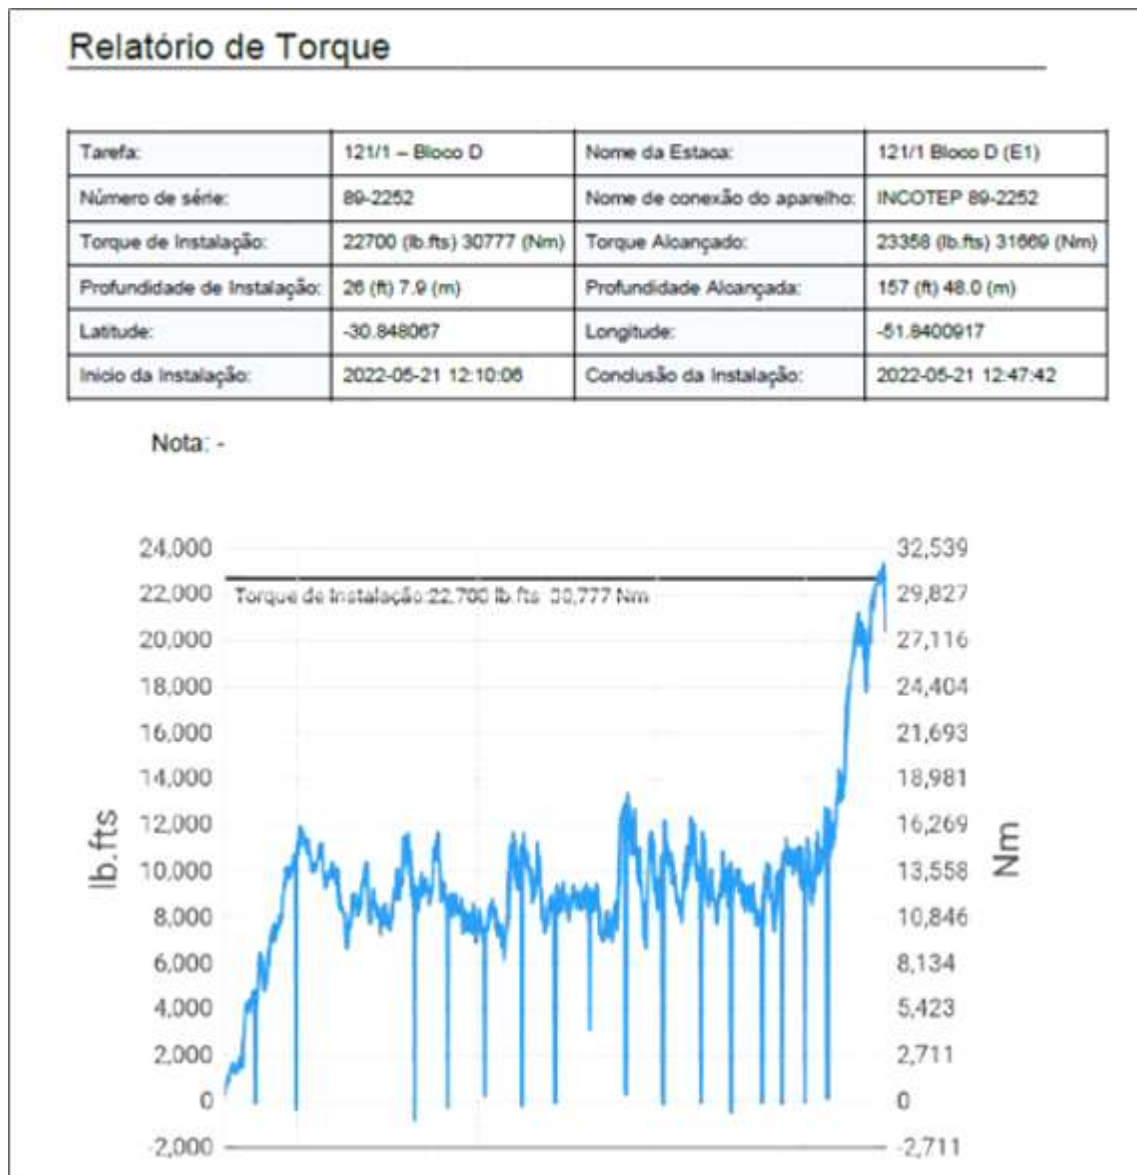 Relatório de Torque
Tarefa: 121/1 – Bloco D Nome da Estaca: 121/1 Bloco D (E1)
Número de série: 89-2252 Nome de conexão do aparelho: INCOTEP 89-2252
Torque de Instalação: 22700 (lb.fts) 30777 (Nm) Torque Alcançado: 23358 (lb.fts) 31669 (Nm)
Profundidade de Instalação: 26 (ft) 7.9 (m) Profundidade Alcançada: 157 (ft) 48.0 (m)
Latitude: -30.848067 Longitude: -51.8400917
Inicio da Instalação: 2022-05-21 12:10:06 Conclusão da Instalação: 2022-05-21 12:47:42
Nota: -
24,000 32,539
Torque de Instalação:22,700 lb.fts 30,777 Nm
22,000 29,827
20,000 27,116
18,000 24,404
16,000 21,693
14,000 18,981
12,000 16,269
10,000 13,558
8,000 10,846
6,000 8,134
4,000 5,423
2,000 2,711
0 0
-2,000 -2,711
lb.fts
Nm